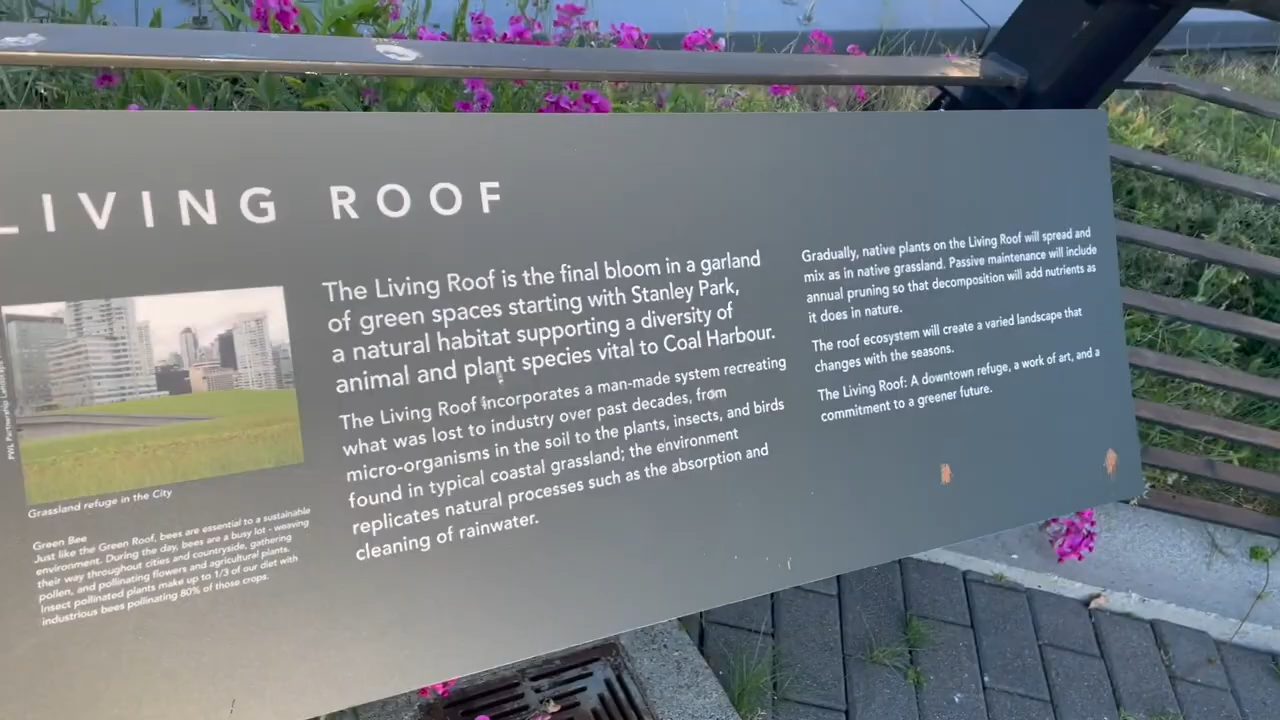 LIVING ROOF
PWL Partnership
Grassland refuge in the City
Green Bee
Just like the Green Roof, bees are essential to a sustainable
environment. During the day, bees are a busy lot - weaving
their way throughout cities and countryside, gathering
pollen, and pollinating flowers and agricultural plants.
Insect pollinated plants make up to 1/3 of our diet with
industrious bees pollinating 80% of those crops.
The Living Roof is the final bloom in a garland
of green spaces starting with Stanley Park,
a natural habitat supporting a diversity of
animal and plant species vital to Coal Harbour.
The Living Roof incorporates a man-made system recreating
what was lost to industry over past decades, from
micro-organisms in the soil to the plants, insects, and birds
found in typical coastal grassland; the environment
replicates natural processes such as the absorption and
cleaning of rainwater.
Gradually, native plants on the Living Roof will spread and
mix as in native grassland. Passive maintenance will include
annual pruning so that decomposition will add nutrients as
it does in nature.
The roof ecosystem will create a varied landscape that
changes with the seasons.
The Living Roof: A downtown refuge, a work of art, and a
commitment to a greener future.